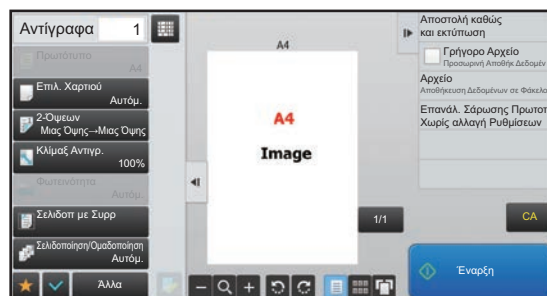 Αντίγραφα 1
Πρωτότυπο
A4
Επιλ. Χαρτιού
Αυτόμ.
2-Όψεων
Μιας Όψης→Μιας Όψης
Κλίμαξ Αντιγρ.
100%
Φωτεινότητα
Αυτόμ.
Σελιδοπ με Συρρ
Σελιδοποίηση/Ομαδοποίηση
Αυτόμ.
Άλλα
A4
A4
Image
1/1
Αποστολή καθώς
και εκτύπωση
Γρήγορο Αρχείο
Προσωρινή Αποθήκ Δεδομέν
Αρχείο
Αποθήκευση Δεδομένων σε Φάκελο
Επανάλ. Σάρωσης Πρωτοτ
Χωρίς αλλαγή Ρυθμίσεων
CA
Έναρξη